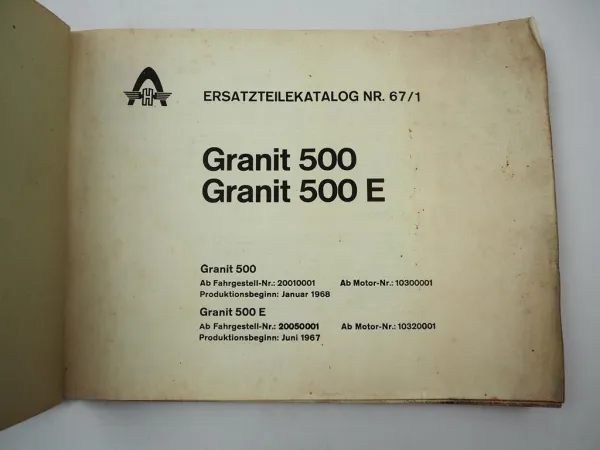 H
ERSATZTEILEKATALOG NR. 67/1
Granit 500
Granit 500 E
Granit 500
Ab Fahrgestell-Nr.: 20010001 Ab Motor-Nr.: 10300001
Produktionsbeginn: Januar 1968
Granit 500 E
Ab Fahrgestell-Nr.: 20050001 Ab Motor-Nr.: 10320001
Produktionsbeginn: Juni 1967